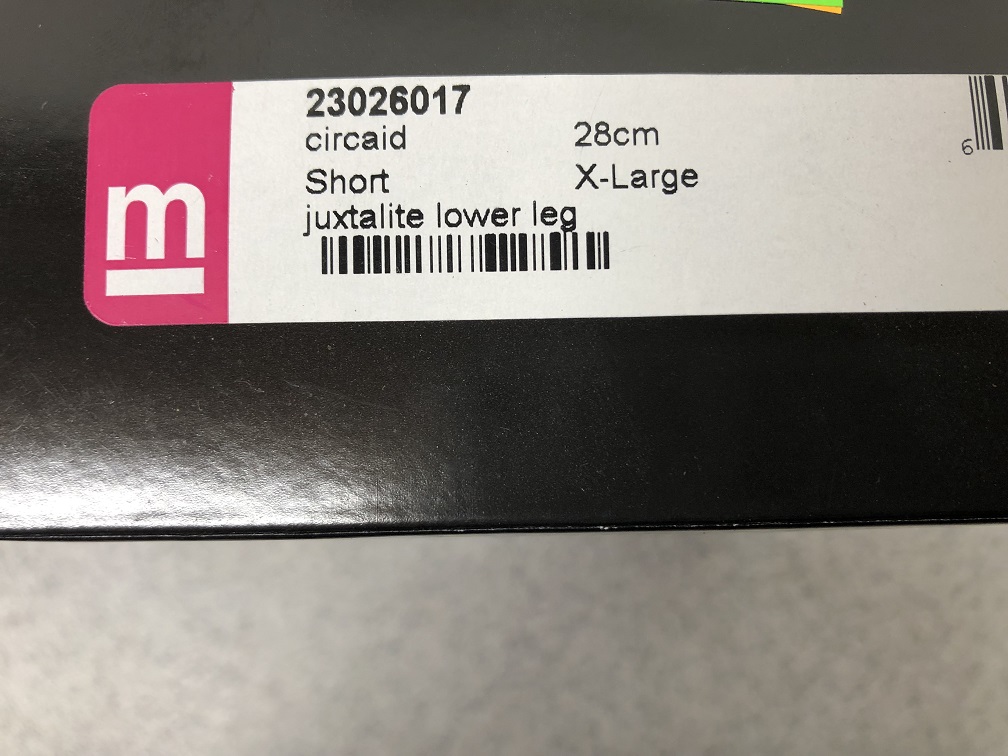 23026017
circaid 28cm
Short X-Large
juxtalite lower leg
m
6